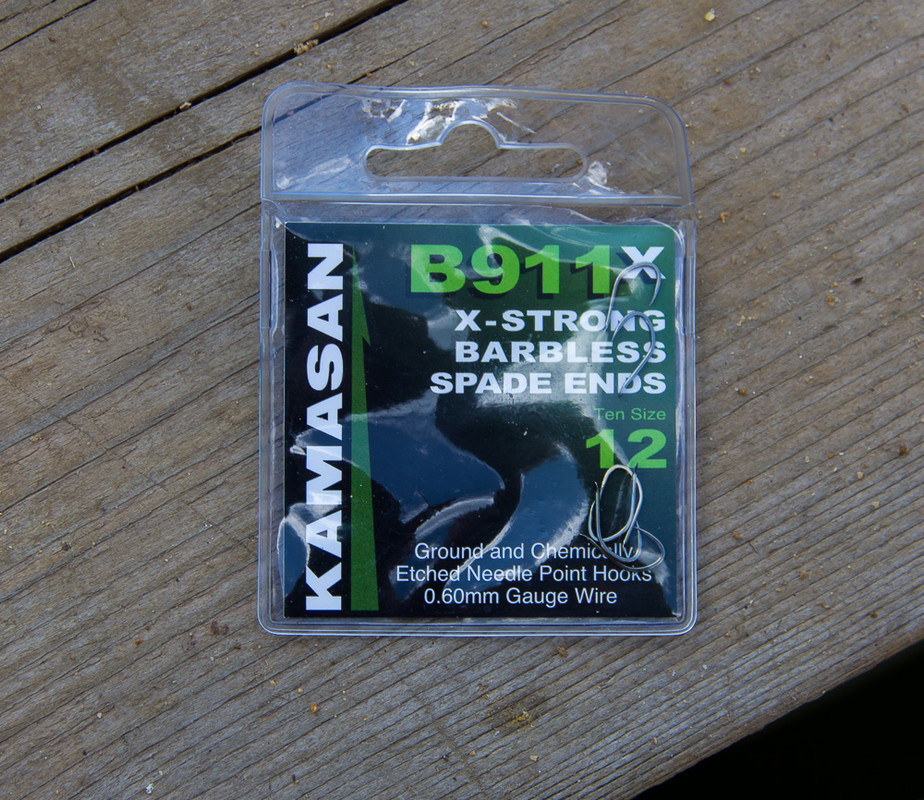 KAMASAN
B911X
X-STRONG
BARBLESS
SPADE ENDS
Ten Size
12
Ground and Chemically
Etched Needle Point Hooks
0.60mm Gauge Wire